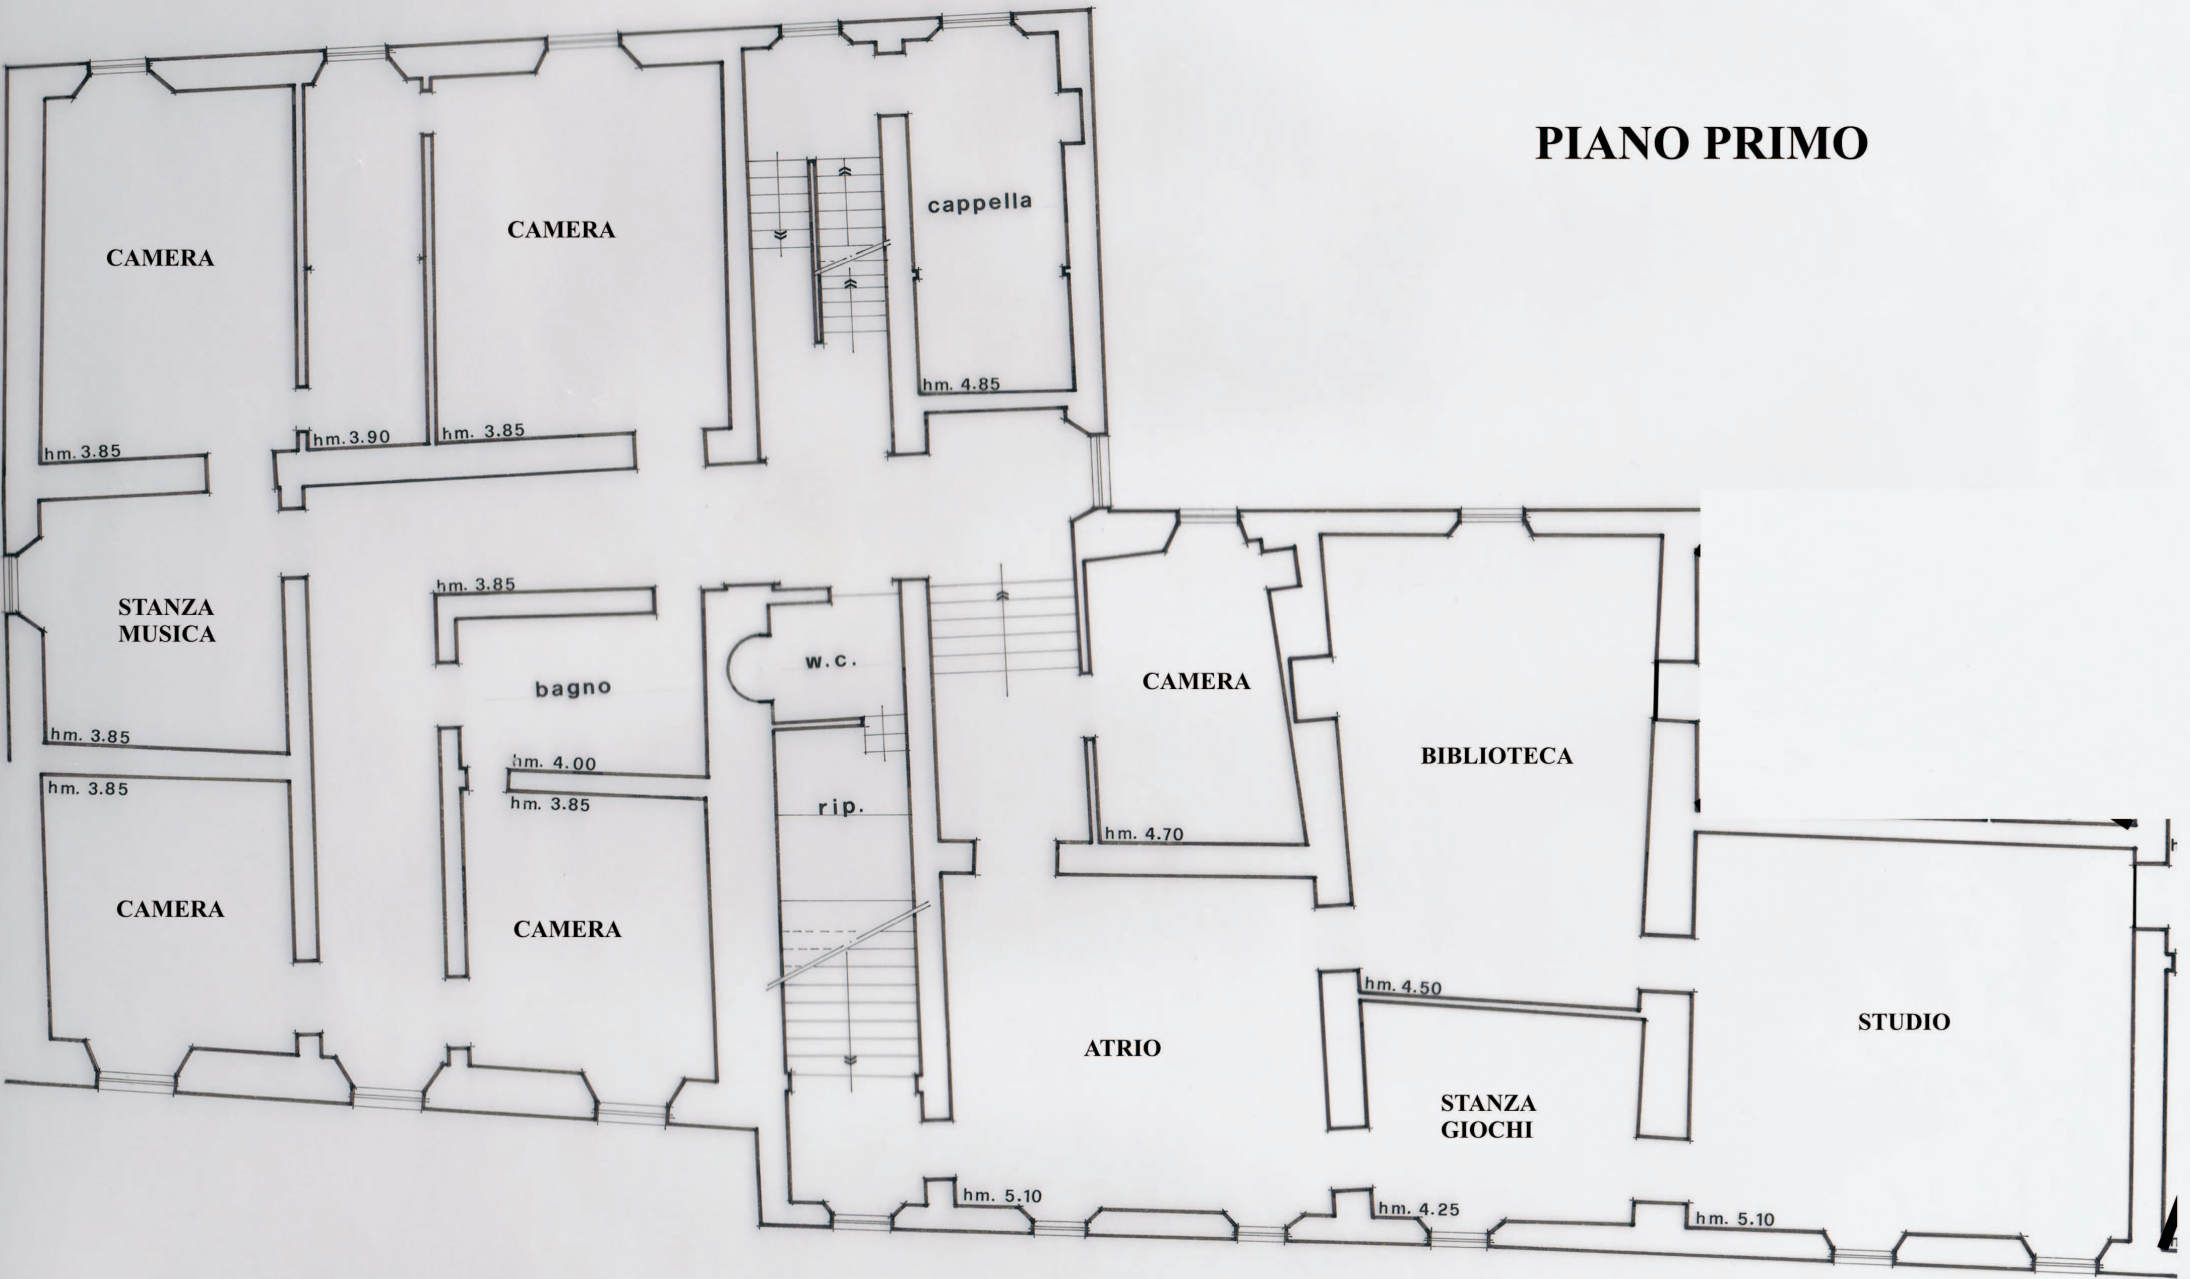 PIANO PRIMO
cappella
CAMERA
CAMERA
hm. 4.85
hm. 3.85
hm. 3.90
hm. 3.85
hm. 3.85
STANZA
MUSICA
w.c.
bagno
CAMERA
hm. 3.85
BIBLIOTECA
hm. 4.00
hm. 3.85
hm. 3.85
rip.
hm. 4.70
CAMERA
CAMERA
hm. 4.50
STUDIO
ATRIO
STANZA
GIOCHI
hm. 5.10
hm. 4.25
hm. 5.10